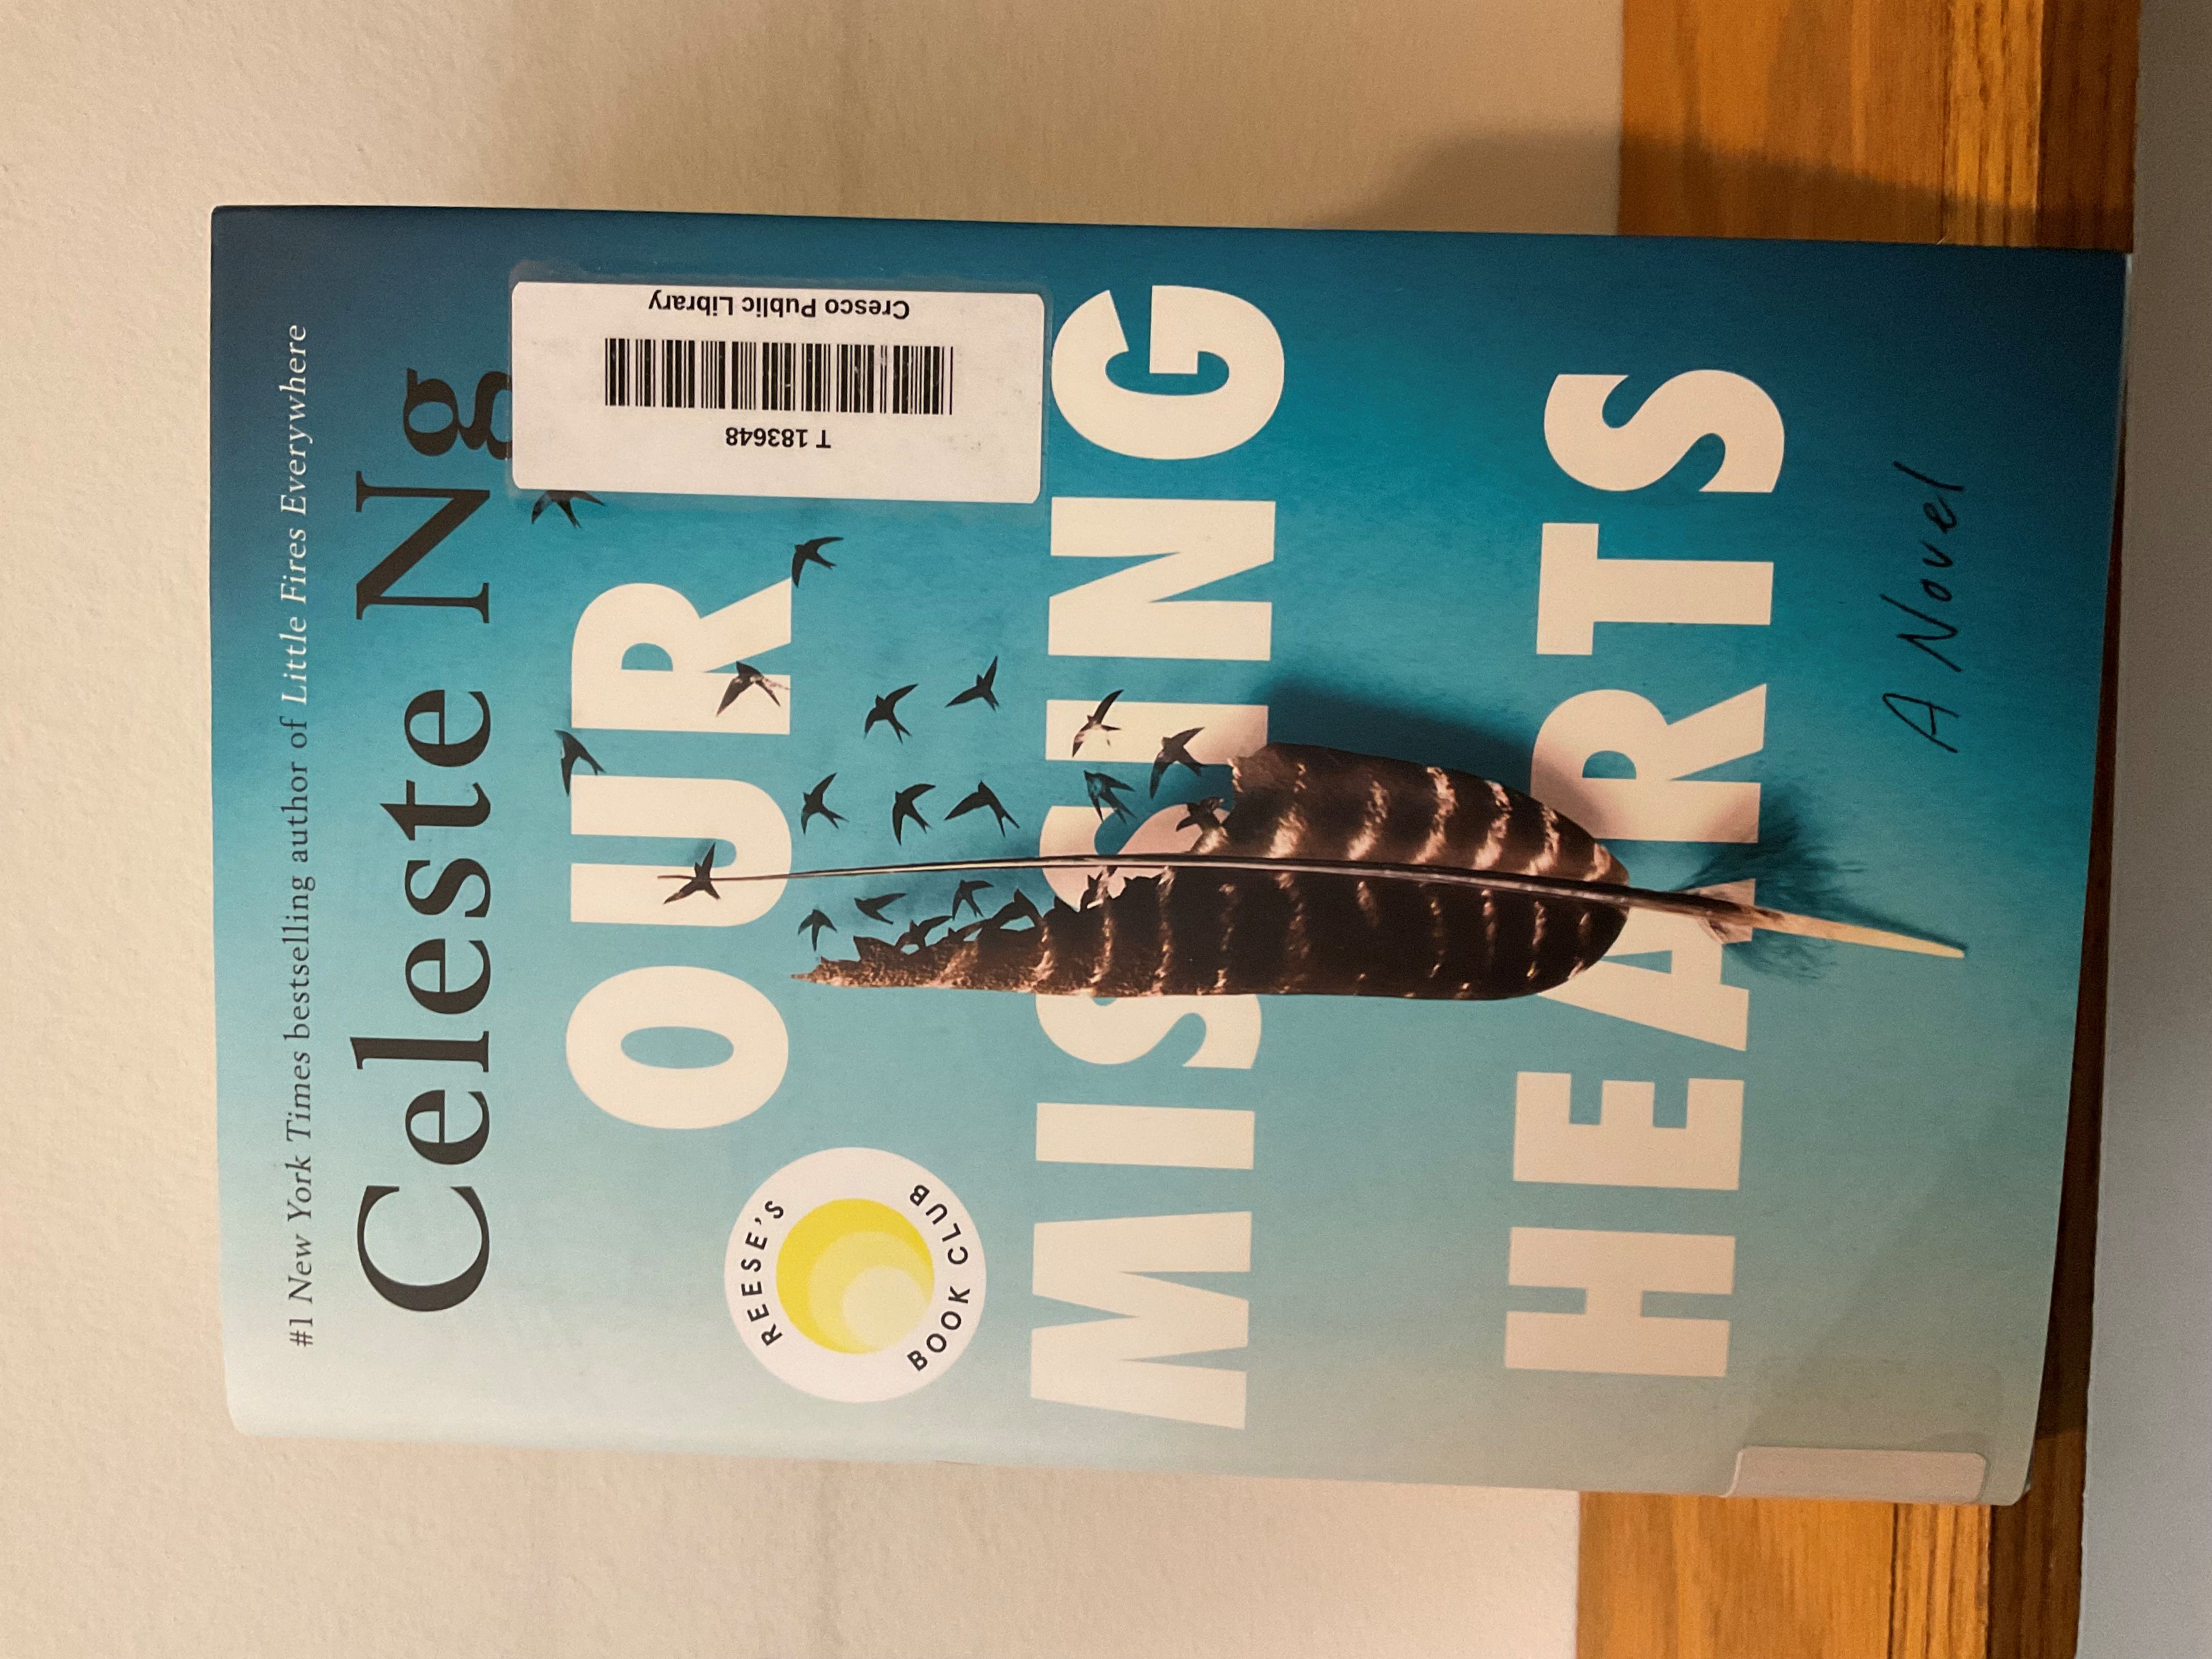 #1 New York Times bestselling author of Little Fires Everywhere
Celeste Ng
Cresco Public Library
T 183648
OUR
REESE'S
BOOK CLUB
MISSING
HEARTS
A Novel